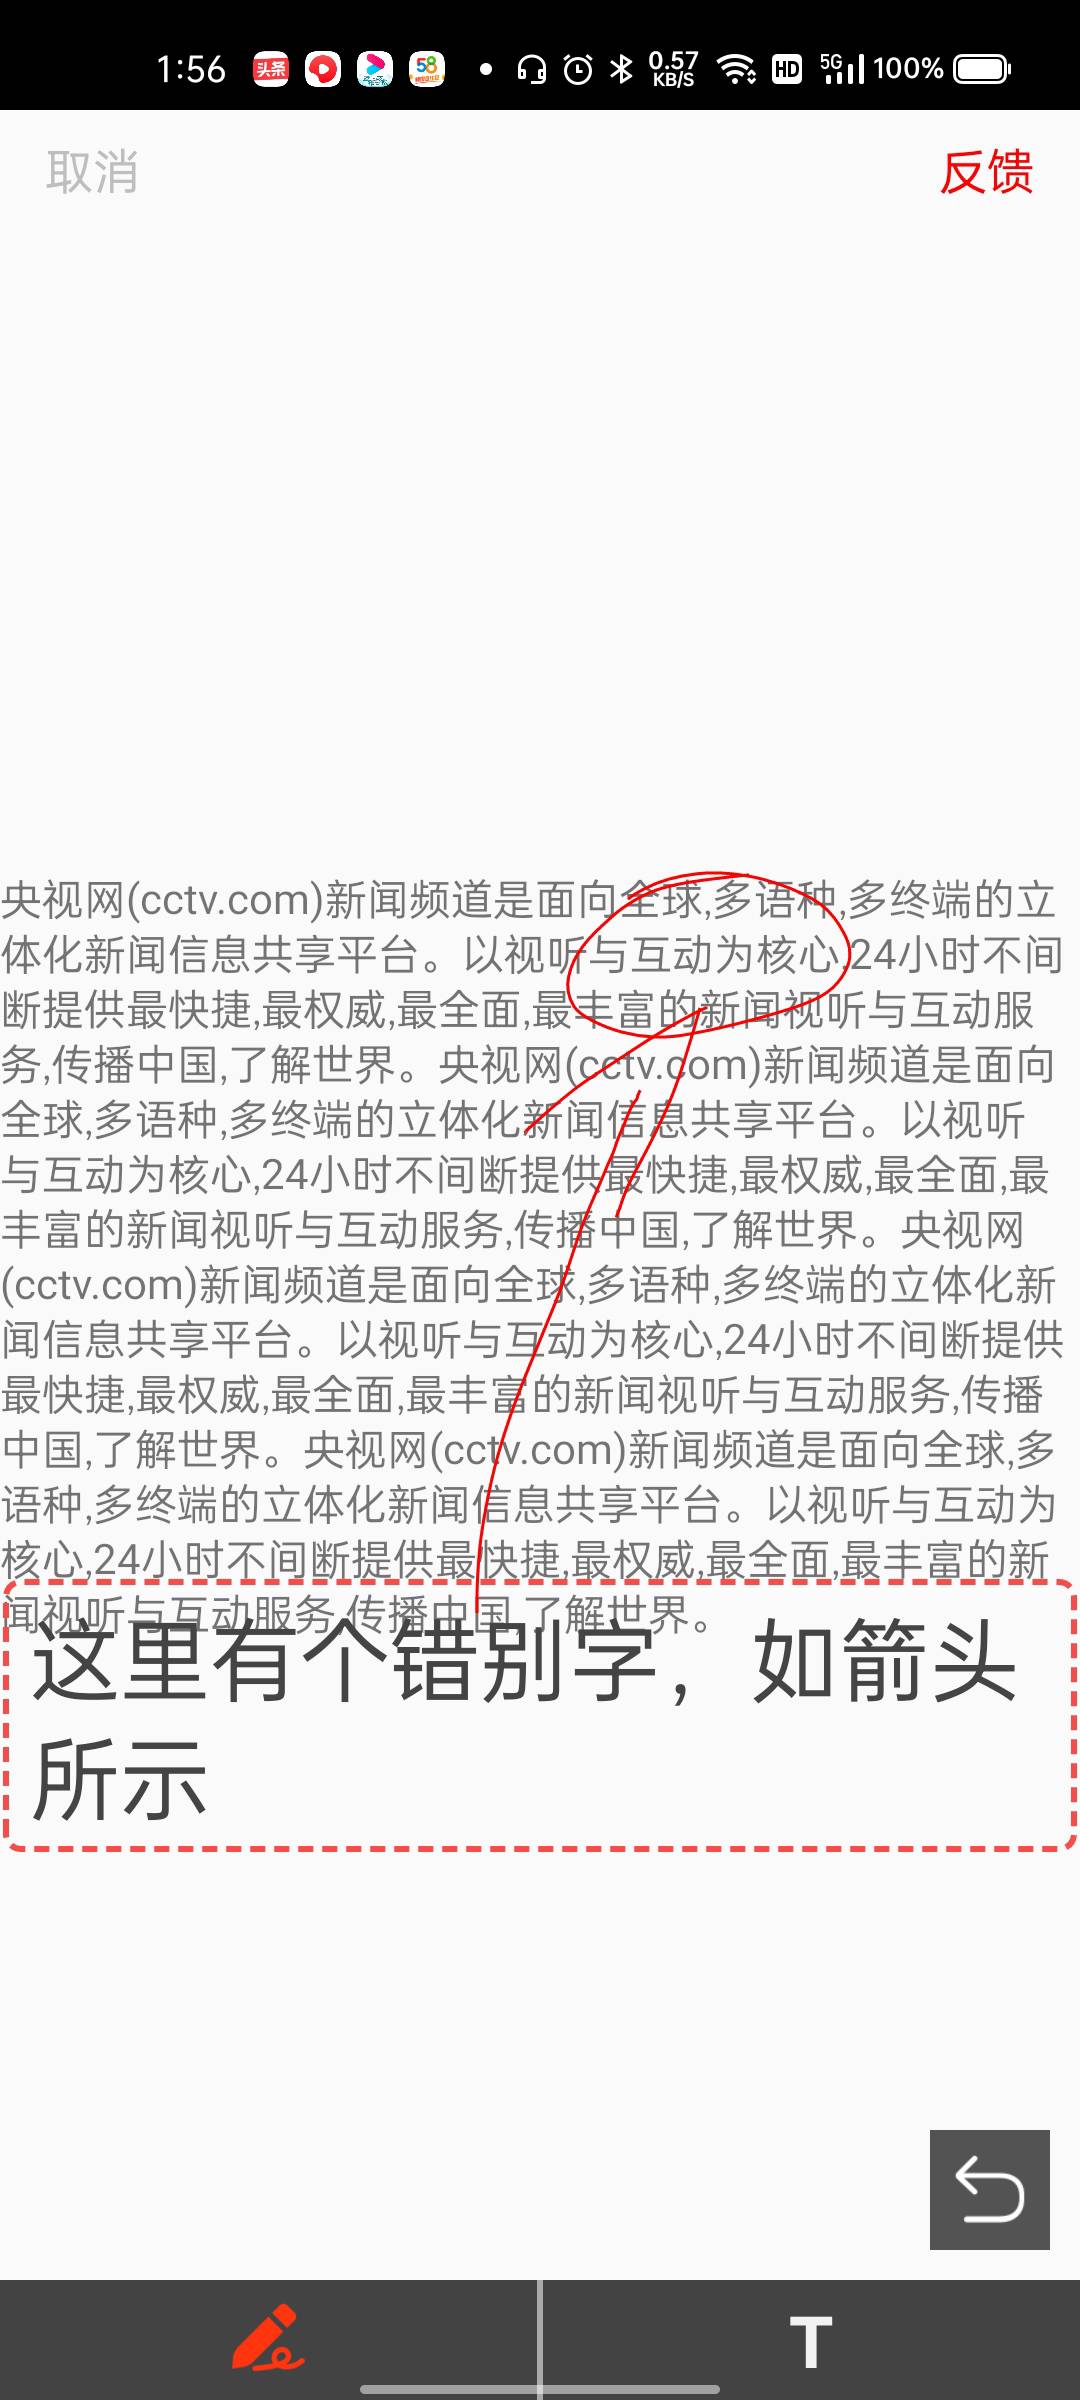 1:56 头条 58 0.57 KB/S HD 5G 100%
取消 反馈
央视网(cctv.com)新闻频道是面向全球,多语种,多终端的立
体化新闻信息共享平台。以视听与互动为核心,24小时不间
断提供最快捷,最权威,最全面,最丰富的新闻视听与互动服
务,传播中国,了解世界。央视网(cctv.com)新闻频道是面向
全球,多语种,多终端的立体化新闻信息共享平台。以视听
与互动为核心,24小时不间断提供最快捷,最权威,最全面,最
丰富的新闻视听与互动服务,传播中国,了解世界。央视网
(cctv.com)新闻频道是面向全球,多语种,多终端的立体化新
闻信息共享平台。以视听与互动为核心,24小时不间断提供
最快捷,最权威,最全面,最丰富的新闻视听与互动服务,传播
中国,了解世界。央视网(cctv.com)新闻频道是面向全球,多
语种,多终端的立体化新闻信息共享平台。以视听与互动为
核心,24小时不间断提供最快捷,最权威,最全面,最丰富的新
闻视听与互动服务,传播中国,了解世界。
这里有个错别字，如箭头
所示
T